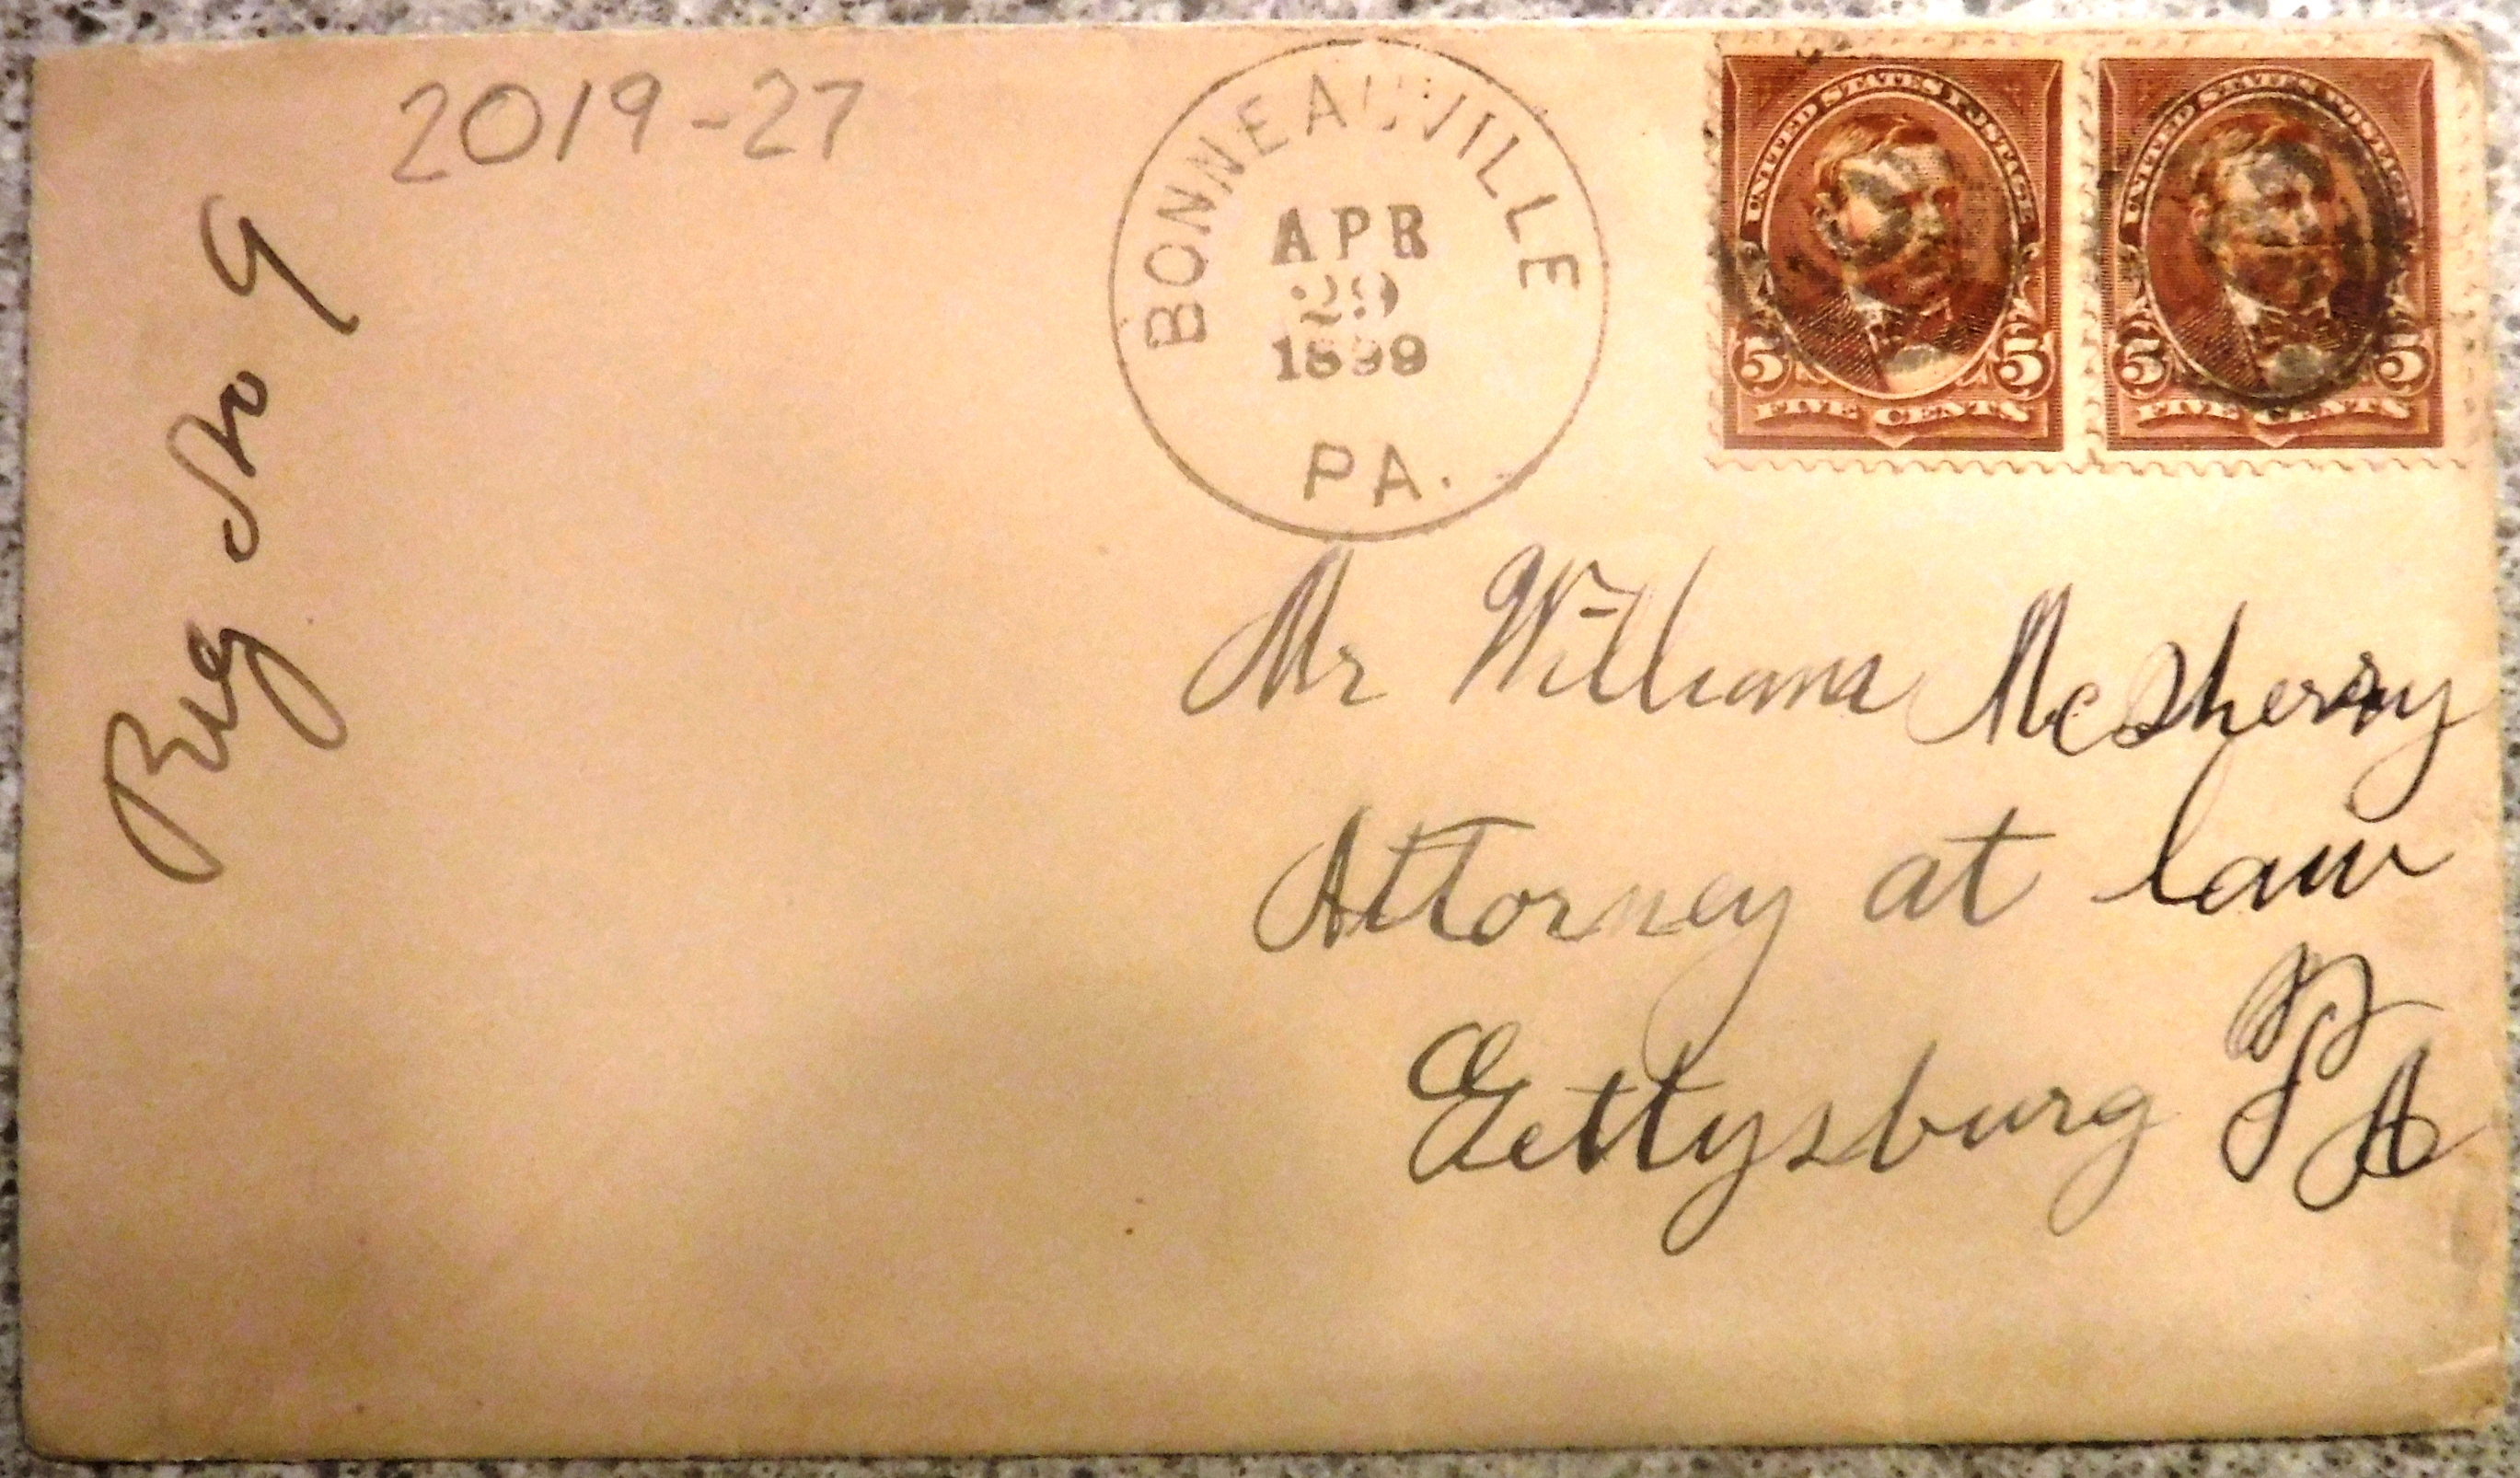 2019-27
Reg No 9
BONNEAUVILLE
APR
29
1899
PA.
UNITED STATES POSTAGE
5 5
FIVE CENTS
UNITED STATES POSTAGE
5 5
FIVE CENTS
Mr William McSherry
Attorney at law
Gettysburg PA